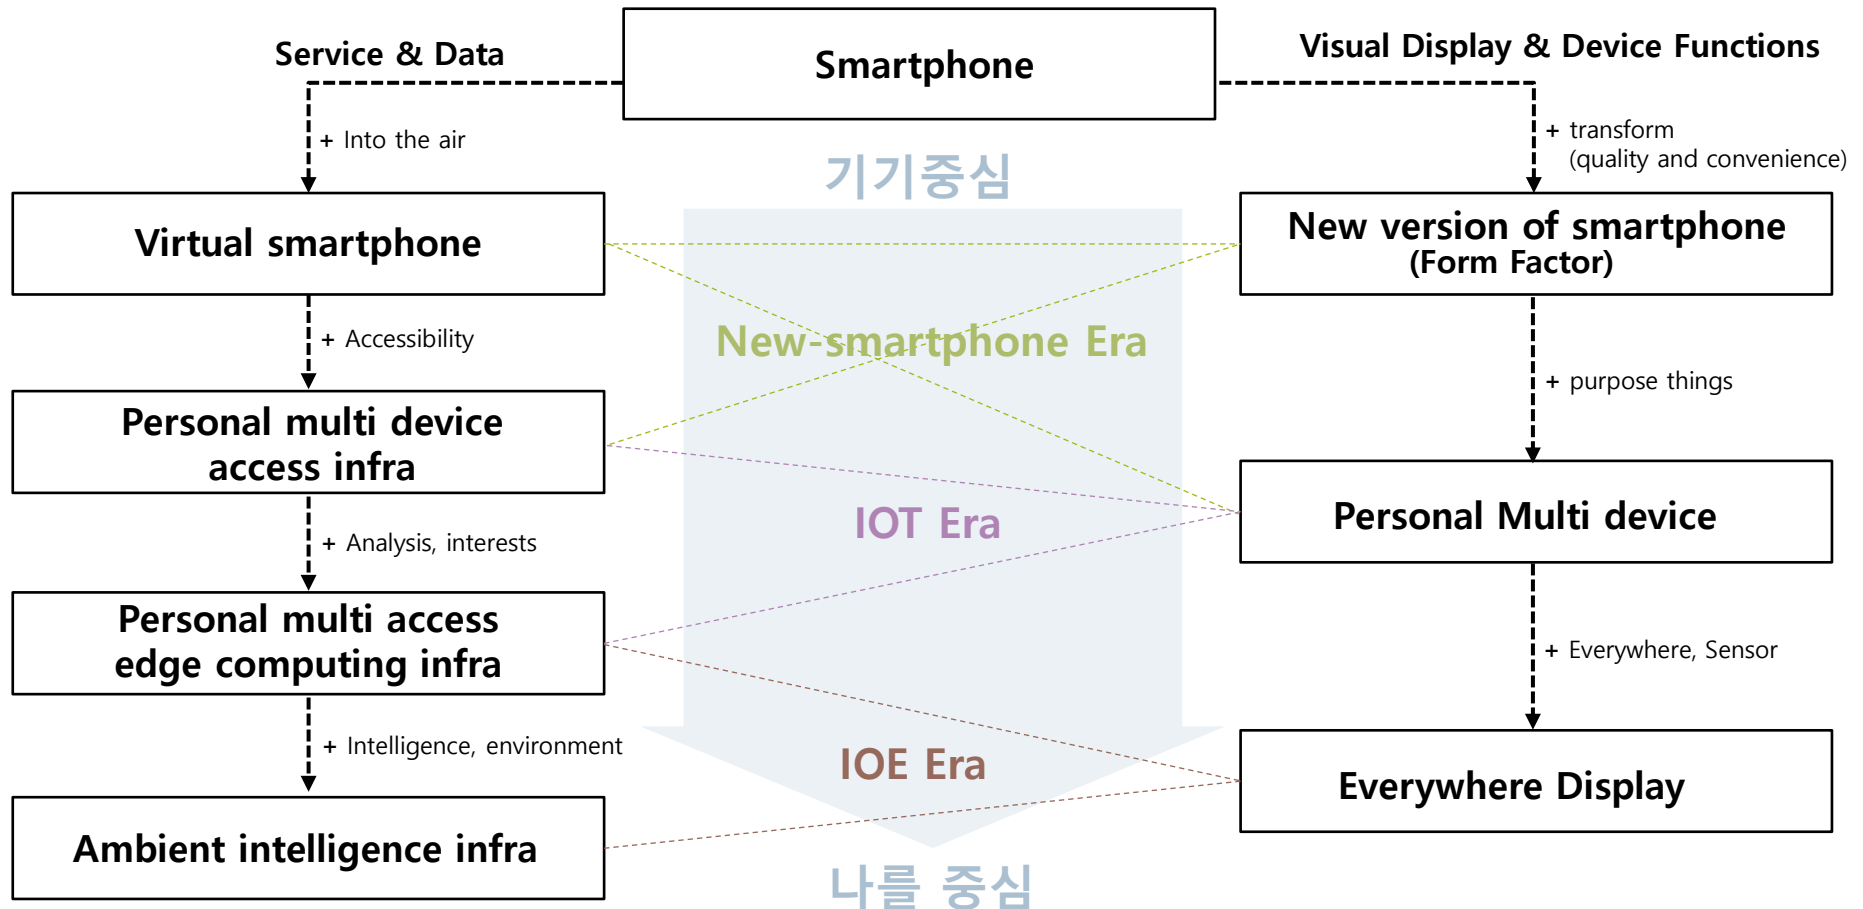 Service & Data
Smartphone
Visual Display & Device Functions
+ Into the air
+ transform
(quality and convenience)
기기중심
Virtual smartphone
New version of smartphone
(Form Factor)
+ Accessibility
New-smartphone Era
+ purpose things
Personal multi device
access infra
IOT Era
Personal Multi device
+ Analysis, interests
Personal multi access
edge computing infra
+ Everywhere, Sensor
+ Intelligence, environment
IOE Era
Everywhere Display
Ambient intelligence infra
나를 중심